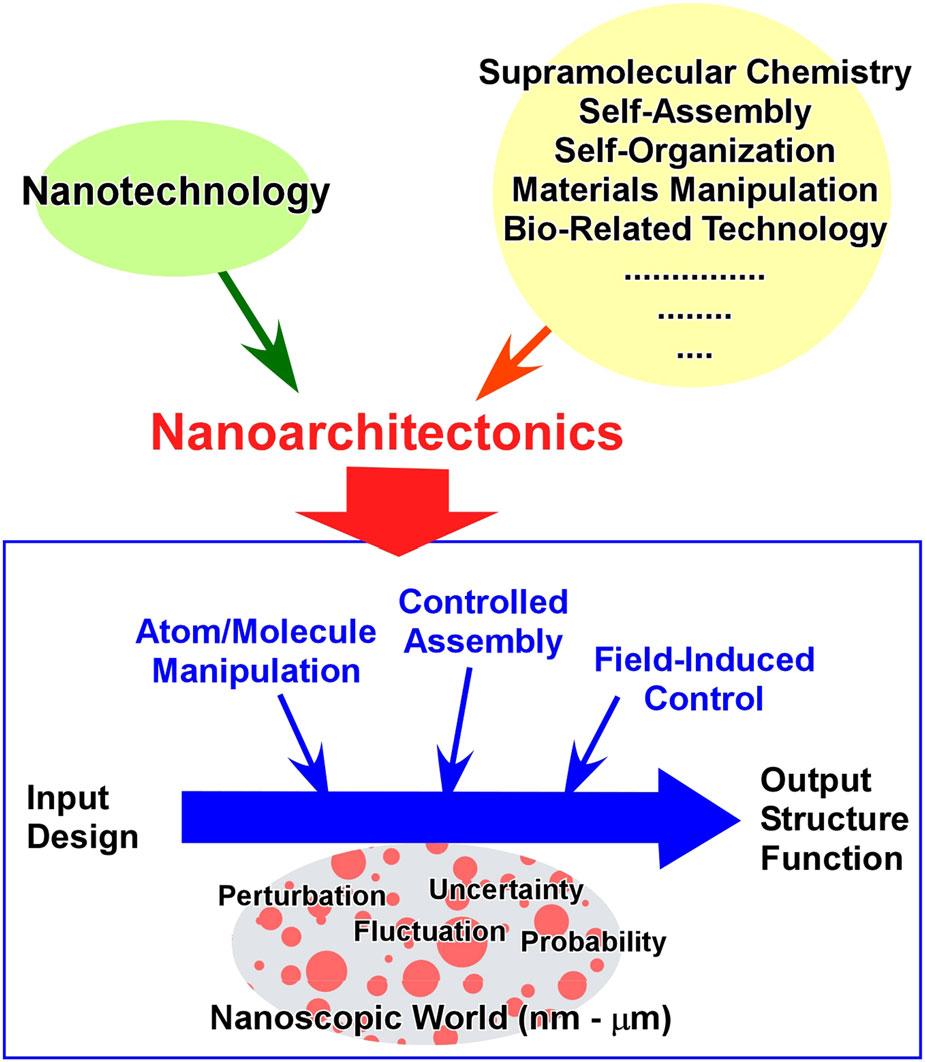 Nanotechnology
Supramolecular Chemistry
Self-Assembly
Self-Organization
Materials Manipulation
Bio-Related Technology
...............
........
....
Nanoarchitectonics
Atom/Molecule
Manipulation
Controlled
Assembly
Field-Induced
Control
Input
Design
Output
Structure
Function
Perturbation
Uncertainty
Fluctuation
Probability
Nanoscopic World (nm - μm)